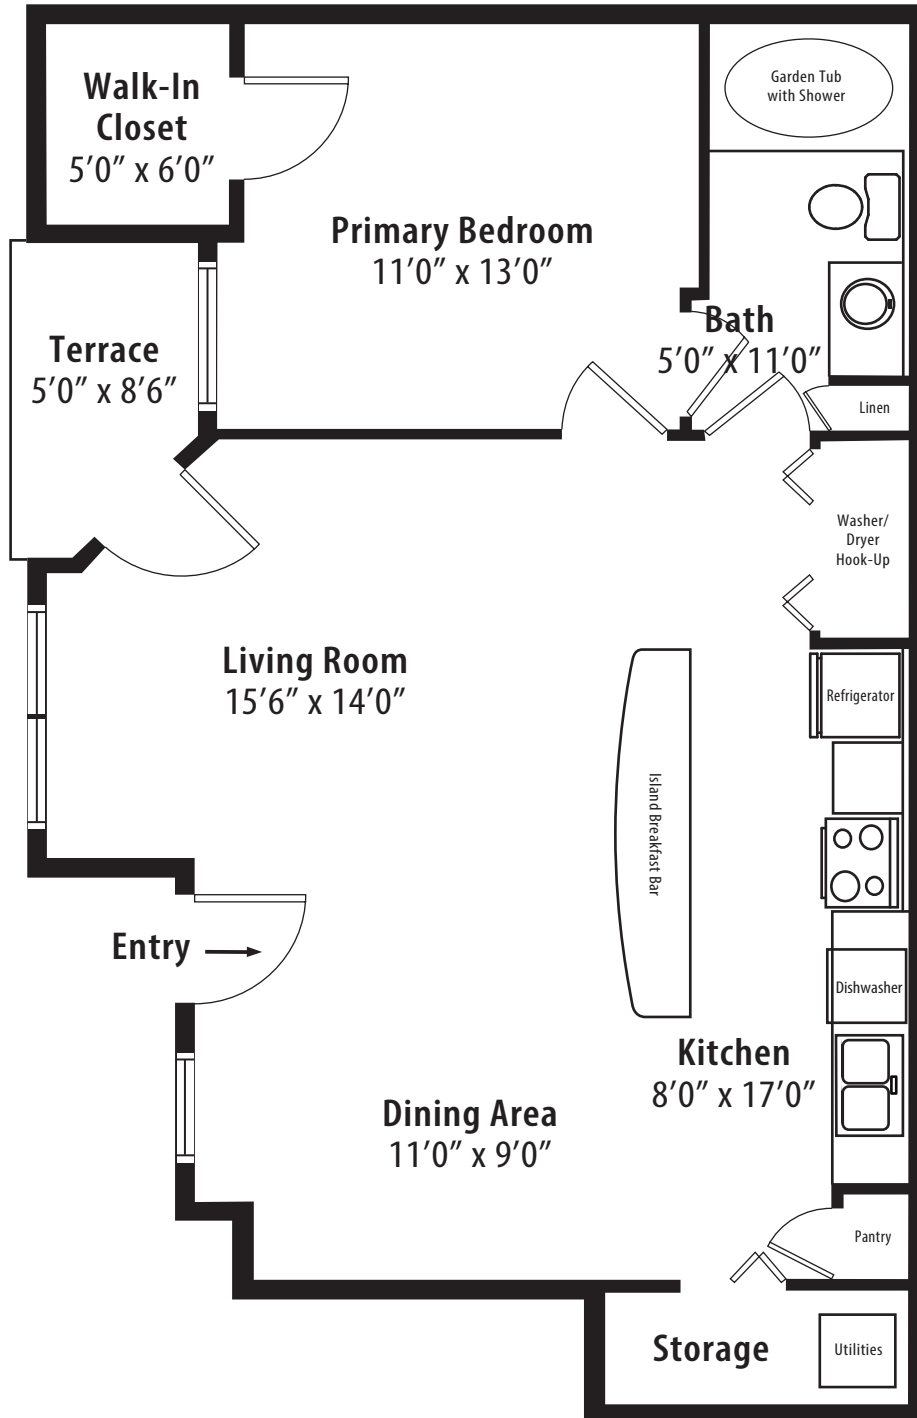 Walk-In
Closet
5’0” x 6’0”
Garden Tub
with Shower
Primary Bedroom
11’0” x 13’0”
Bath
5’0” x 11’0”
Terrace
5’0” x 8’6”
Linen
Washer/
Dryer
Hook-Up
Living Room
15’6” x 14’0”
Refrigerator
Island Breakfast Bar
Entry
Dishwasher
Kitchen
8’0” x 17’0”
Dining Area
11’0” x 9’0”
Pantry
Storage
Utilities